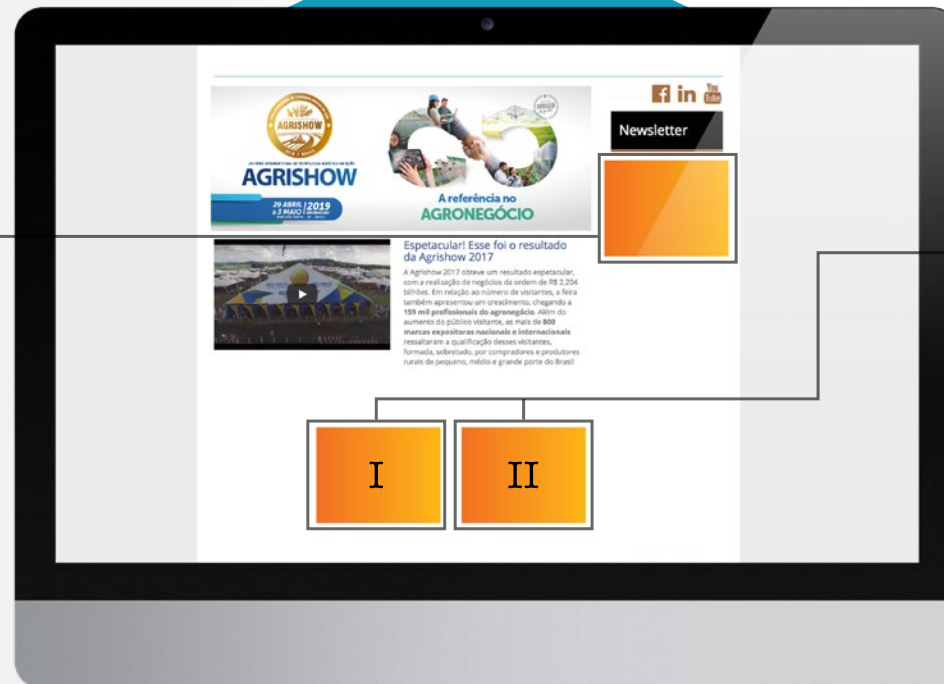 You
Tube
Newsletter
AGRISHOW
AGRISHOW
29 ABRIL 2019
a 3 MAIO
A referência no
AGRONEGÓCIO
Espetacular! Esse foi o resultado
da Agrishow 2017
A Agrishow 2017 obteve um resultado espetacular,
com a realização de negócios da ordem de R$ 2,204
bilhões. Em relação ao número de visitantes, a feira
também apresentou um crescimento, chegando a
159 mil profissionais do agronegócio. Além do
aumento do público visitante, as mais de 800
marcas expositoras nacionais e internacionais
ressaltaram a qualificação desses visitantes,
formada, sobretudo, por compradores e produtores
rurais de pequeno, médio e grande porte do Brasil
I
II